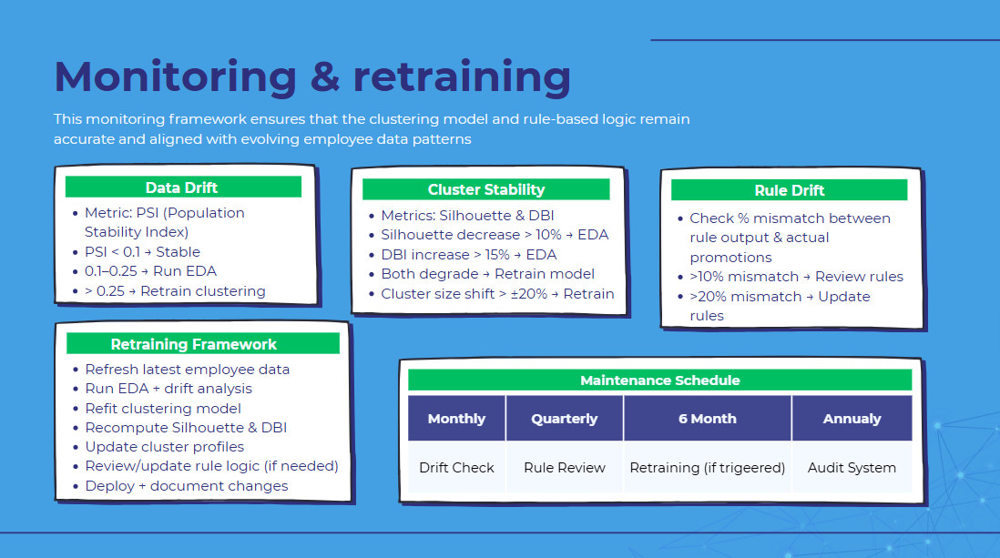 Monitoring & retraining
This monitoring framework ensures that the clustering model and rule-based logic remain
accurate and aligned with evolving employee data patterns
Data Drift
• Metric: PSI (Population
Stability Index)
• PSI < 0.1 → Stable
• 0.1–0.25 → Run EDA
• > 0.25 → Retrain clustering
Cluster Stability
• Metrics: Silhouette & DBI
• Silhouette decrease > 10% → EDA
• DBI increase > 15% → EDA
• Both degrade → Retrain model
• Cluster size shift > ±20% → Retrain
Rule Drift
• Check % mismatch between
rule output & actual
promotions
• >10% mismatch → Review rules
• >20% mismatch → Update
rules
Retraining Framework
• Refresh latest employee data
• Run EDA + drift analysis
• Refit clustering model
• Recompute Silhouette & DBI
• Update cluster profiles
• Review/update rule logic (if needed)
• Deploy + document changes
Maintenance Schedule
Monthly Quarterly 6 Month Annualy
Drift Check Rule Review Retraining (if trigeered) Audit System